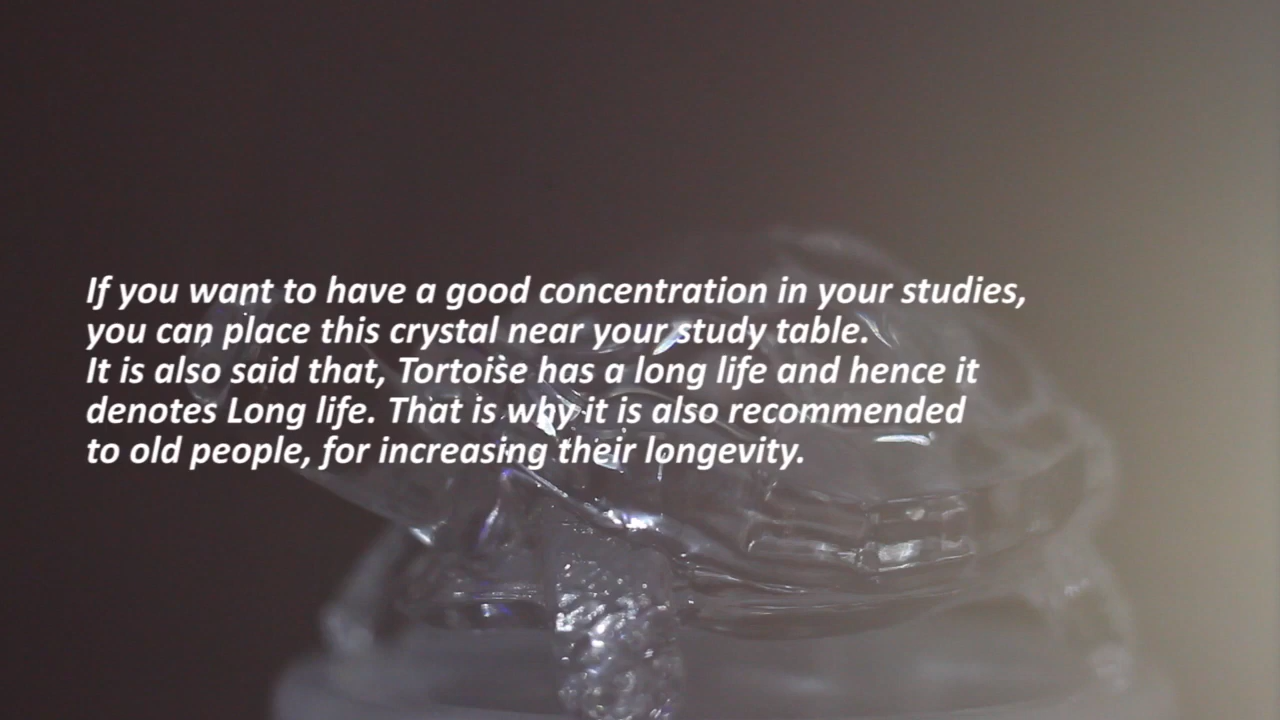 If you want to have a good concentration in your studies,
you can place this crystal near your study table.
It is also said that, Tortoise has a long life and hence it
denotes Long life. That is why it is also recommended
to old people, for increasing their longevity.